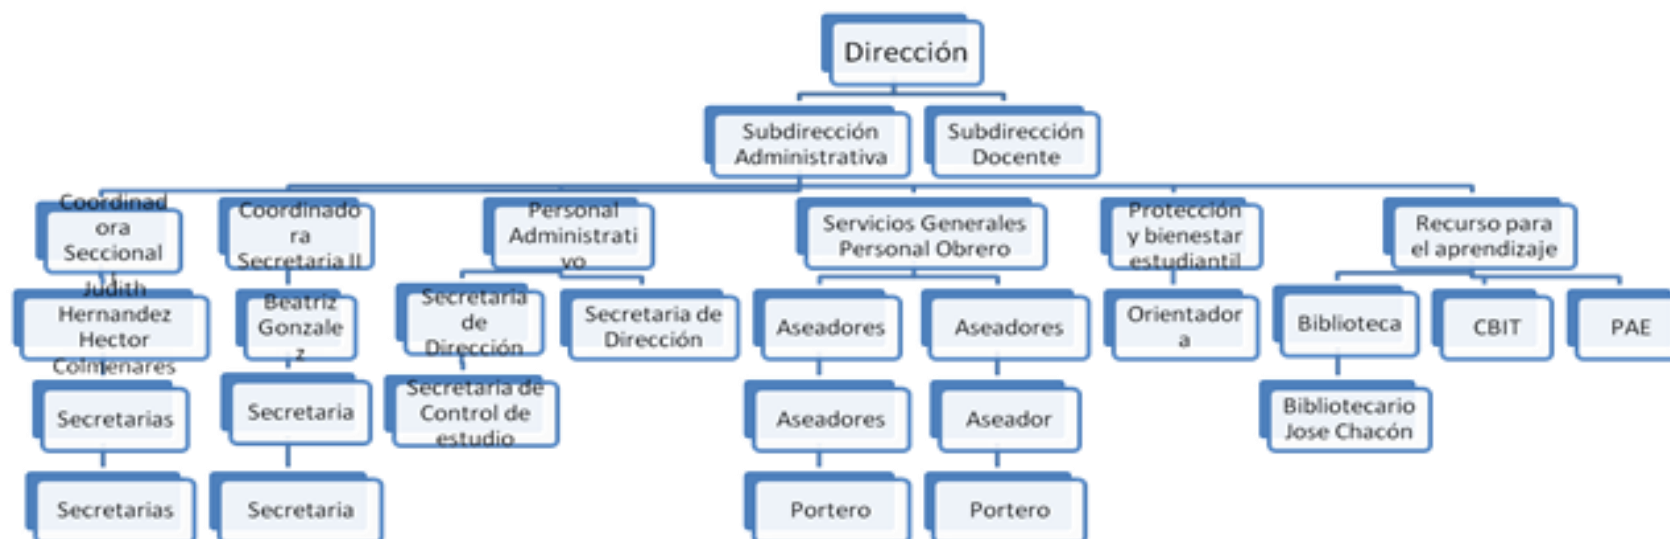 Dirección
Subdirección
Administrativa
Subdirección
Docente
Coordinad
ora
Seccional
Coordinado
ra
Secretaria II
Personal
Administrati
vo
Servicios Generales
Personal Obrero
Protección
y bienestar
estudiantil
Recurso para
el aprendizaje
Judith
Hernandez
Hector
Colmenares
Beatriz
Gonzale
z
Secretaria
de
Dirección
Secretaria de
Dirección
Aseadores
Aseadores
Orientador
a
Biblioteca
CBIT
PAE
Secretarias
Secretaria
Secretaria de
Control de
estudio
Aseadores
Aseador
Bibliotecario
Jose Chacón
Secretarias
Secretaria
Portero
Portero